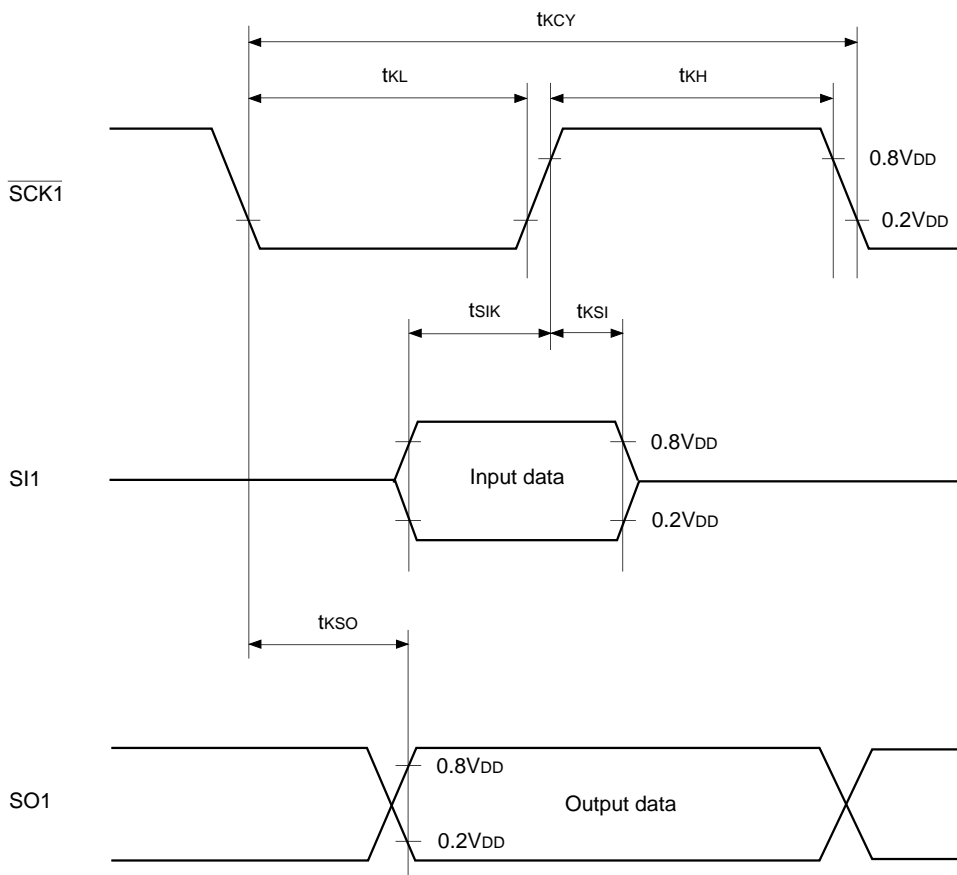 tKCY
tKL
tKH
SCK1
0.8VDD
0.2VDD
tSIK
tKSI
SI1
Input data
0.8VDD
0.2VDD
tKSO
SO1
0.8VDD
Output data
0.2VDD